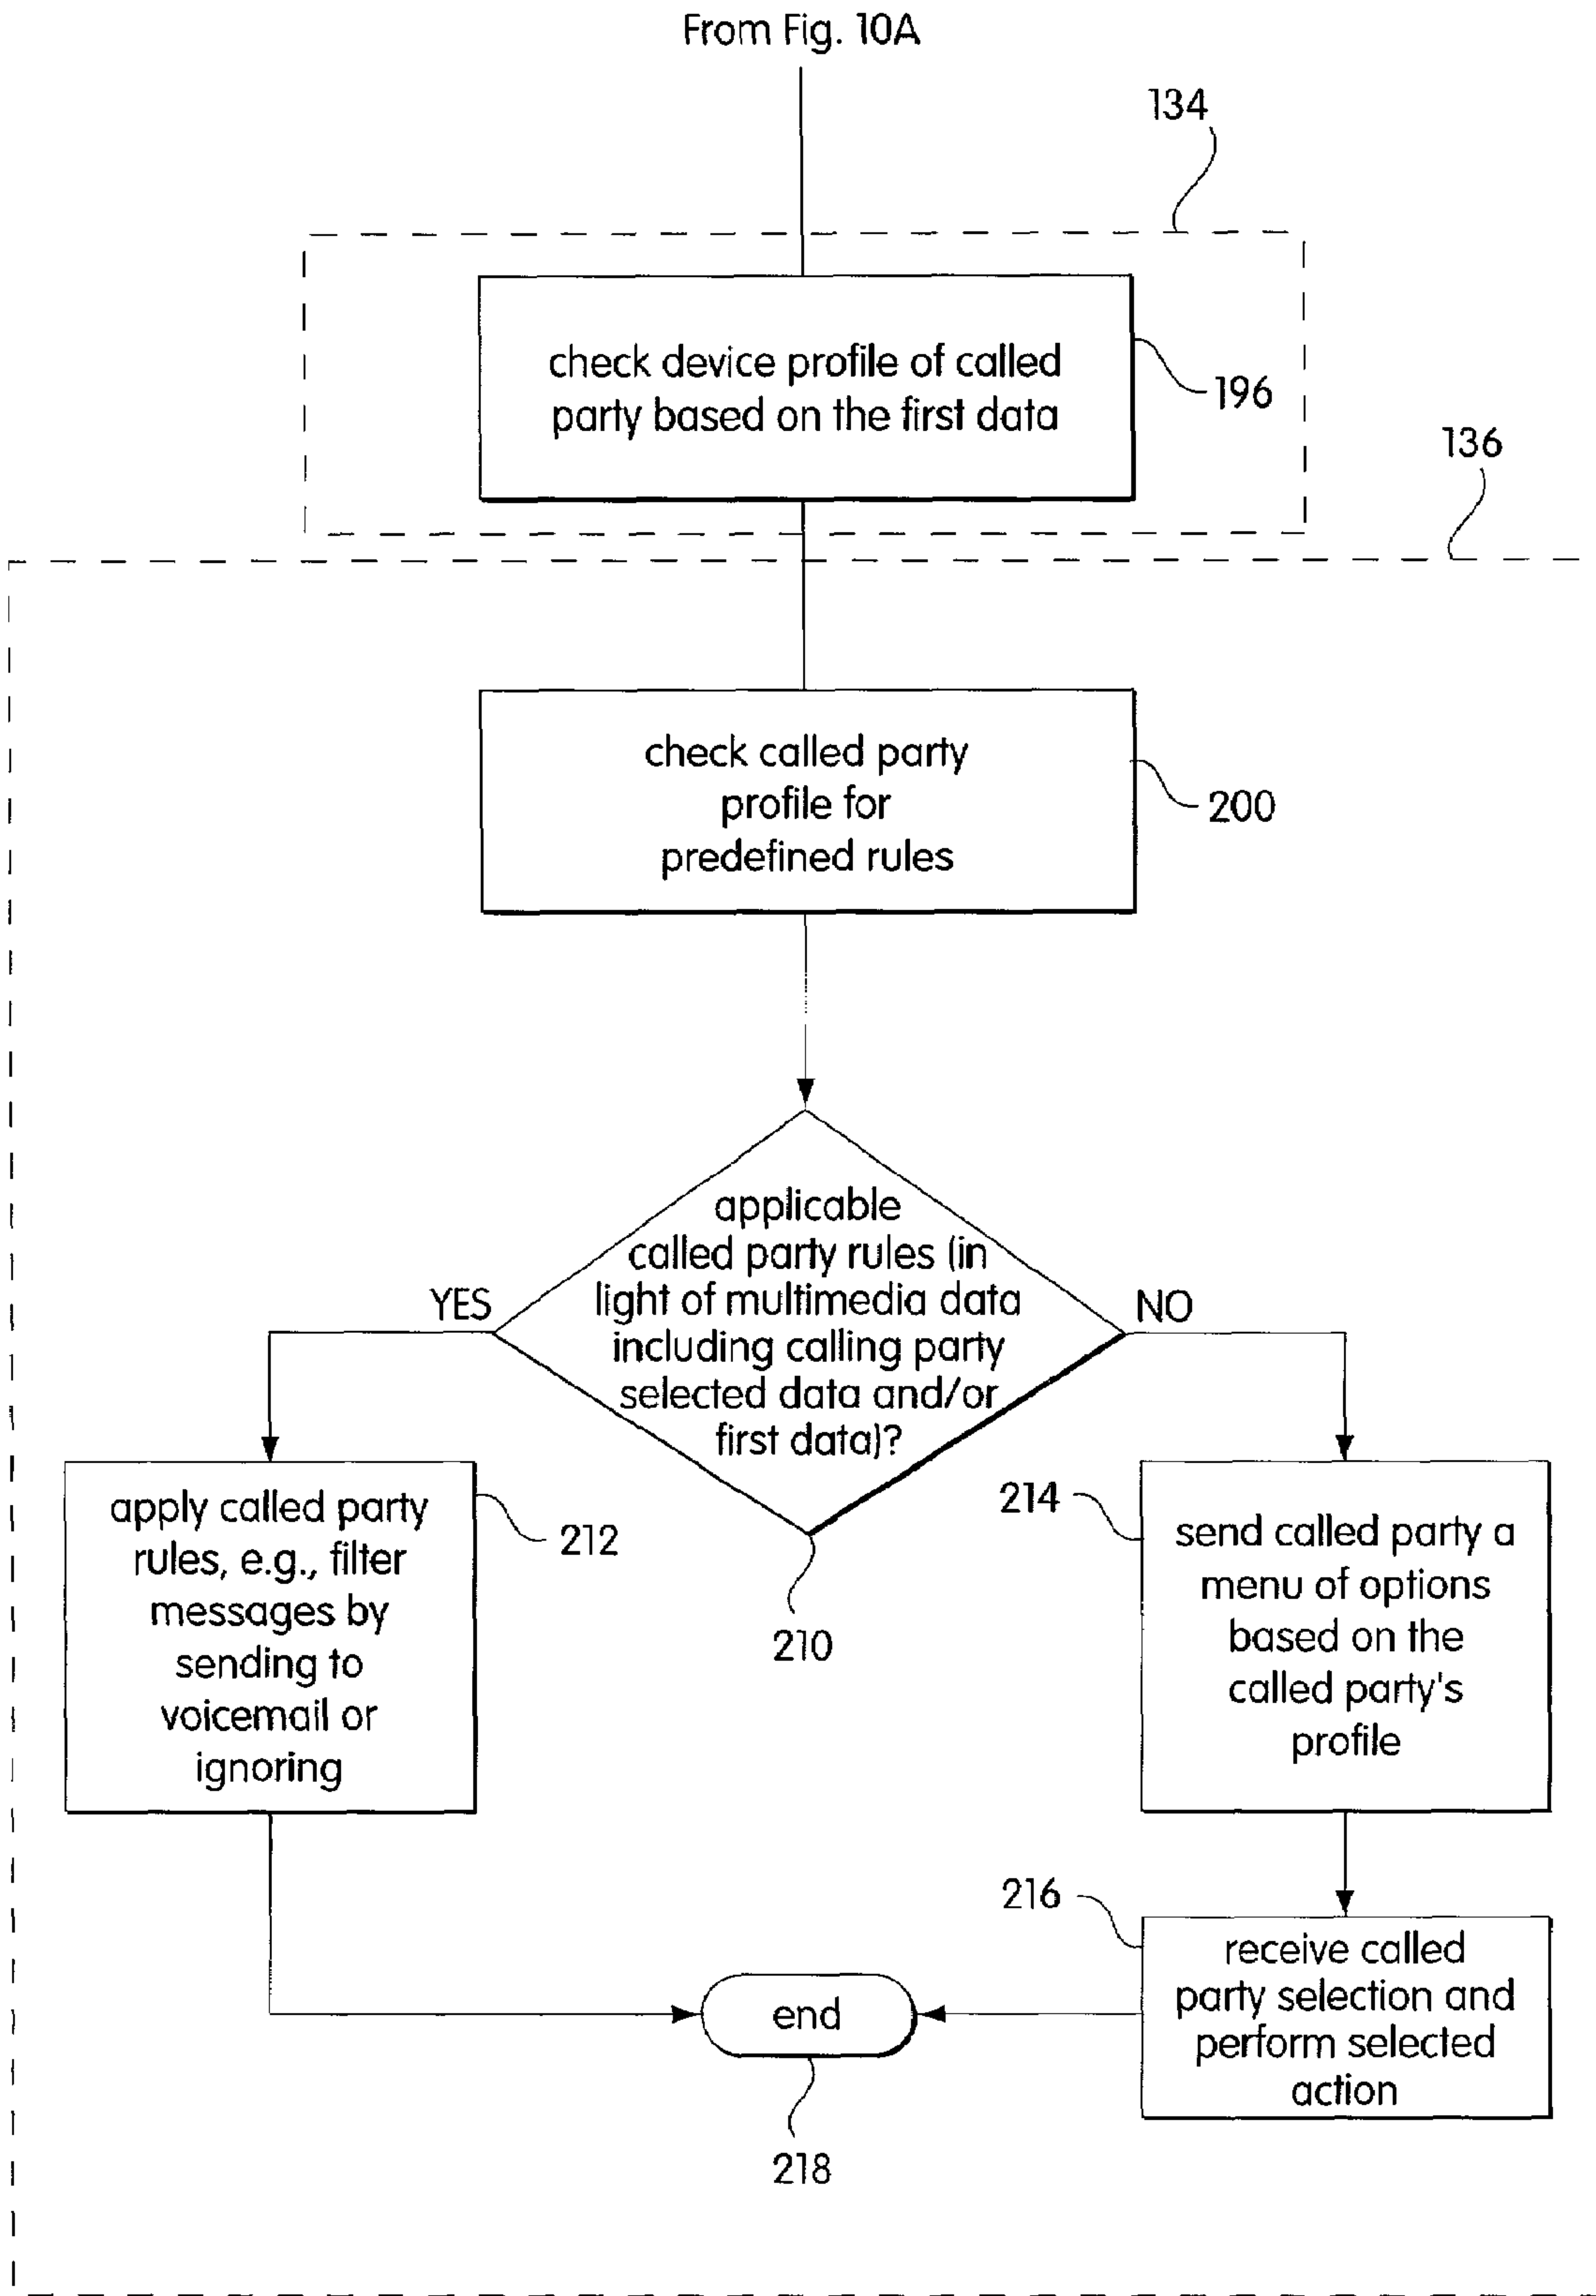 From Fig. 10A
134
check device profile of called
party based on the first data
196
136
check called party
profile for
predefined rules
200
applicable
called party rules (in
light of multimedia data
including calling party
selected data and/or
first data)?
YES
NO
210
apply called party
rules, e.g., filter
messages by
sending to
voicemail or
ignoring
212
214
send called party a
menu of options
based on the
called party's
profile
216
receive called
party selection and
perform selected
action
end
218